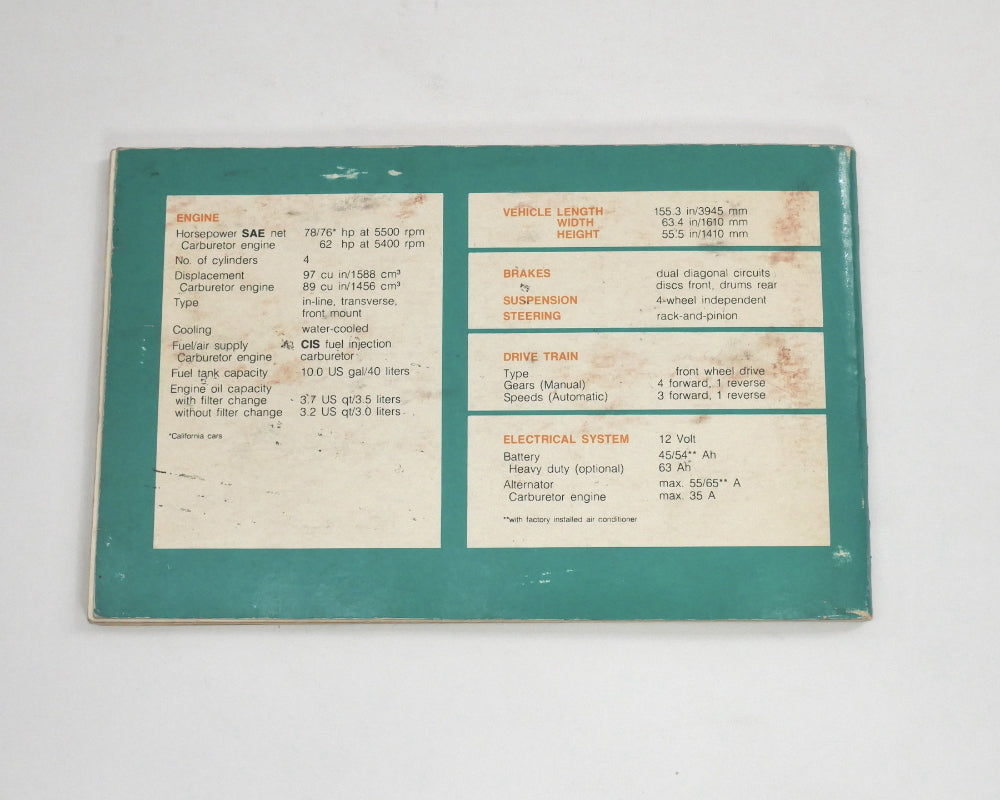 ENGINE
Horsepower SAE net 78/76* hp at 5500 rpm
Carburetor engine 62 hp at 5400 rpm
No. of cylinders 4
Displacement 97 cu in/1588 cm³
Carburetor engine 89 cu in/1456 cm³
Type in-line, transverse,
front mount
Cooling water-cooled
Fuel/air supply CIS fuel injection
Carburetor engine carburetor
Fuel tank capacity 10.0 US gal/40 liters
Engine oil capacity
with filter change 3.7 US qt/3.5 liters
without filter change 3.2 US qt/3.0 liters
*California cars
VEHICLE LENGTH 155.3 in/3945 mm
WIDTH 63.4 in/1610 mm
HEIGHT 55.5 in/1410 mm
BRAKES dual diagonal circuits
discs front, drums rear
SUSPENSION 4-wheel independent
STEERING rack-and-pinion
DRIVE TRAIN
Type front wheel drive
Gears (Manual) 4 forward, 1 reverse
Speeds (Automatic) 3 forward, 1 reverse
ELECTRICAL SYSTEM 12 Volt
Battery 45/54** Ah
Heavy duty (optional) 63 Ah
Alternator max. 55/65** A
Carburetor engine max. 35 A
**with factory installed air conditioner